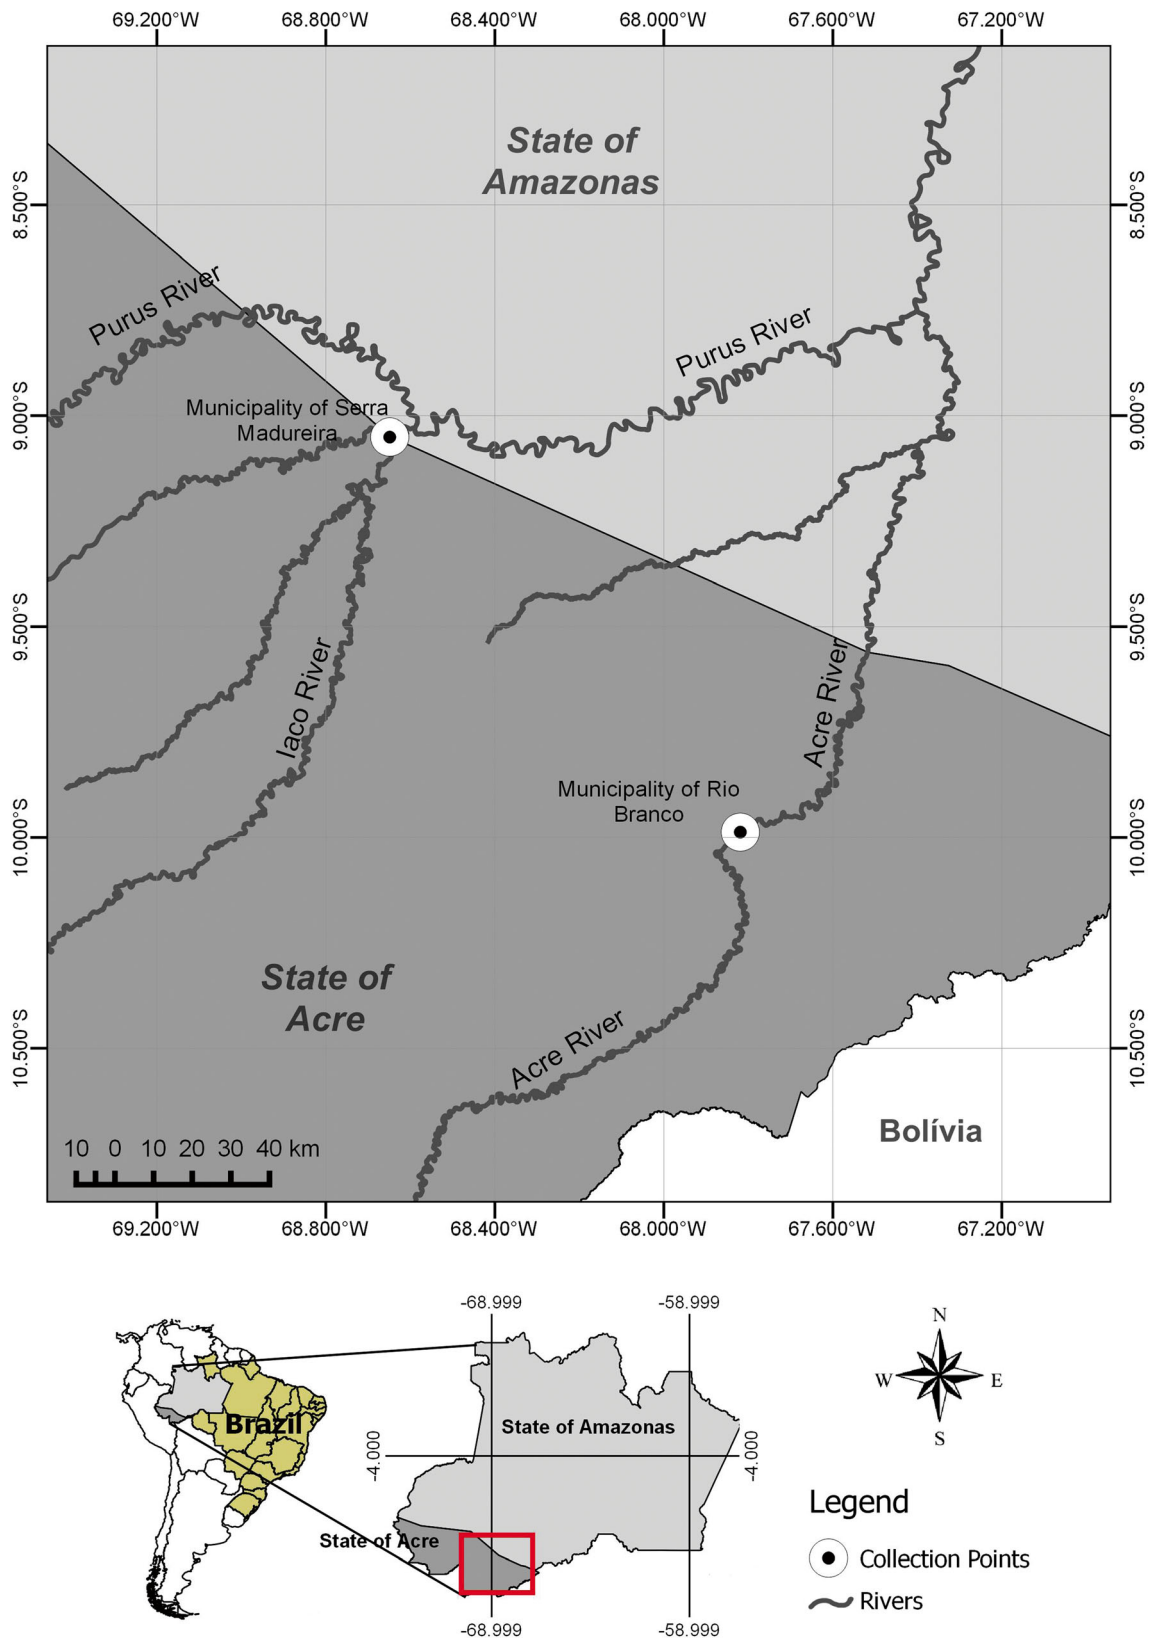 69.200°W 68.800°W 68.400°W 68.000°W 67.600°W 67.200°W
State of
Amazonas
8.500°S 8.500°S
Purus River
Purus River
9.000°S 9.000°S
Municipality of Serra
Madureira
9.500°S 9.500°S
Iaco River
Acre River
Municipality of Rio
Branco
10.000°S 10.000°S
State of
Acre
Acre River
10.500°S 10.500°S
Bolívia
10 0 10 20 30 40 km
69.200°W 68.800°W 68.400°W 68.000°W 67.600°W 67.200°W
-68.999 -58.999
N
W E
S
Brazil
State of Amazonas
-4.000 -4.000
State of Acre
-68.999 -58.999
Legend
Collection Points
Rivers